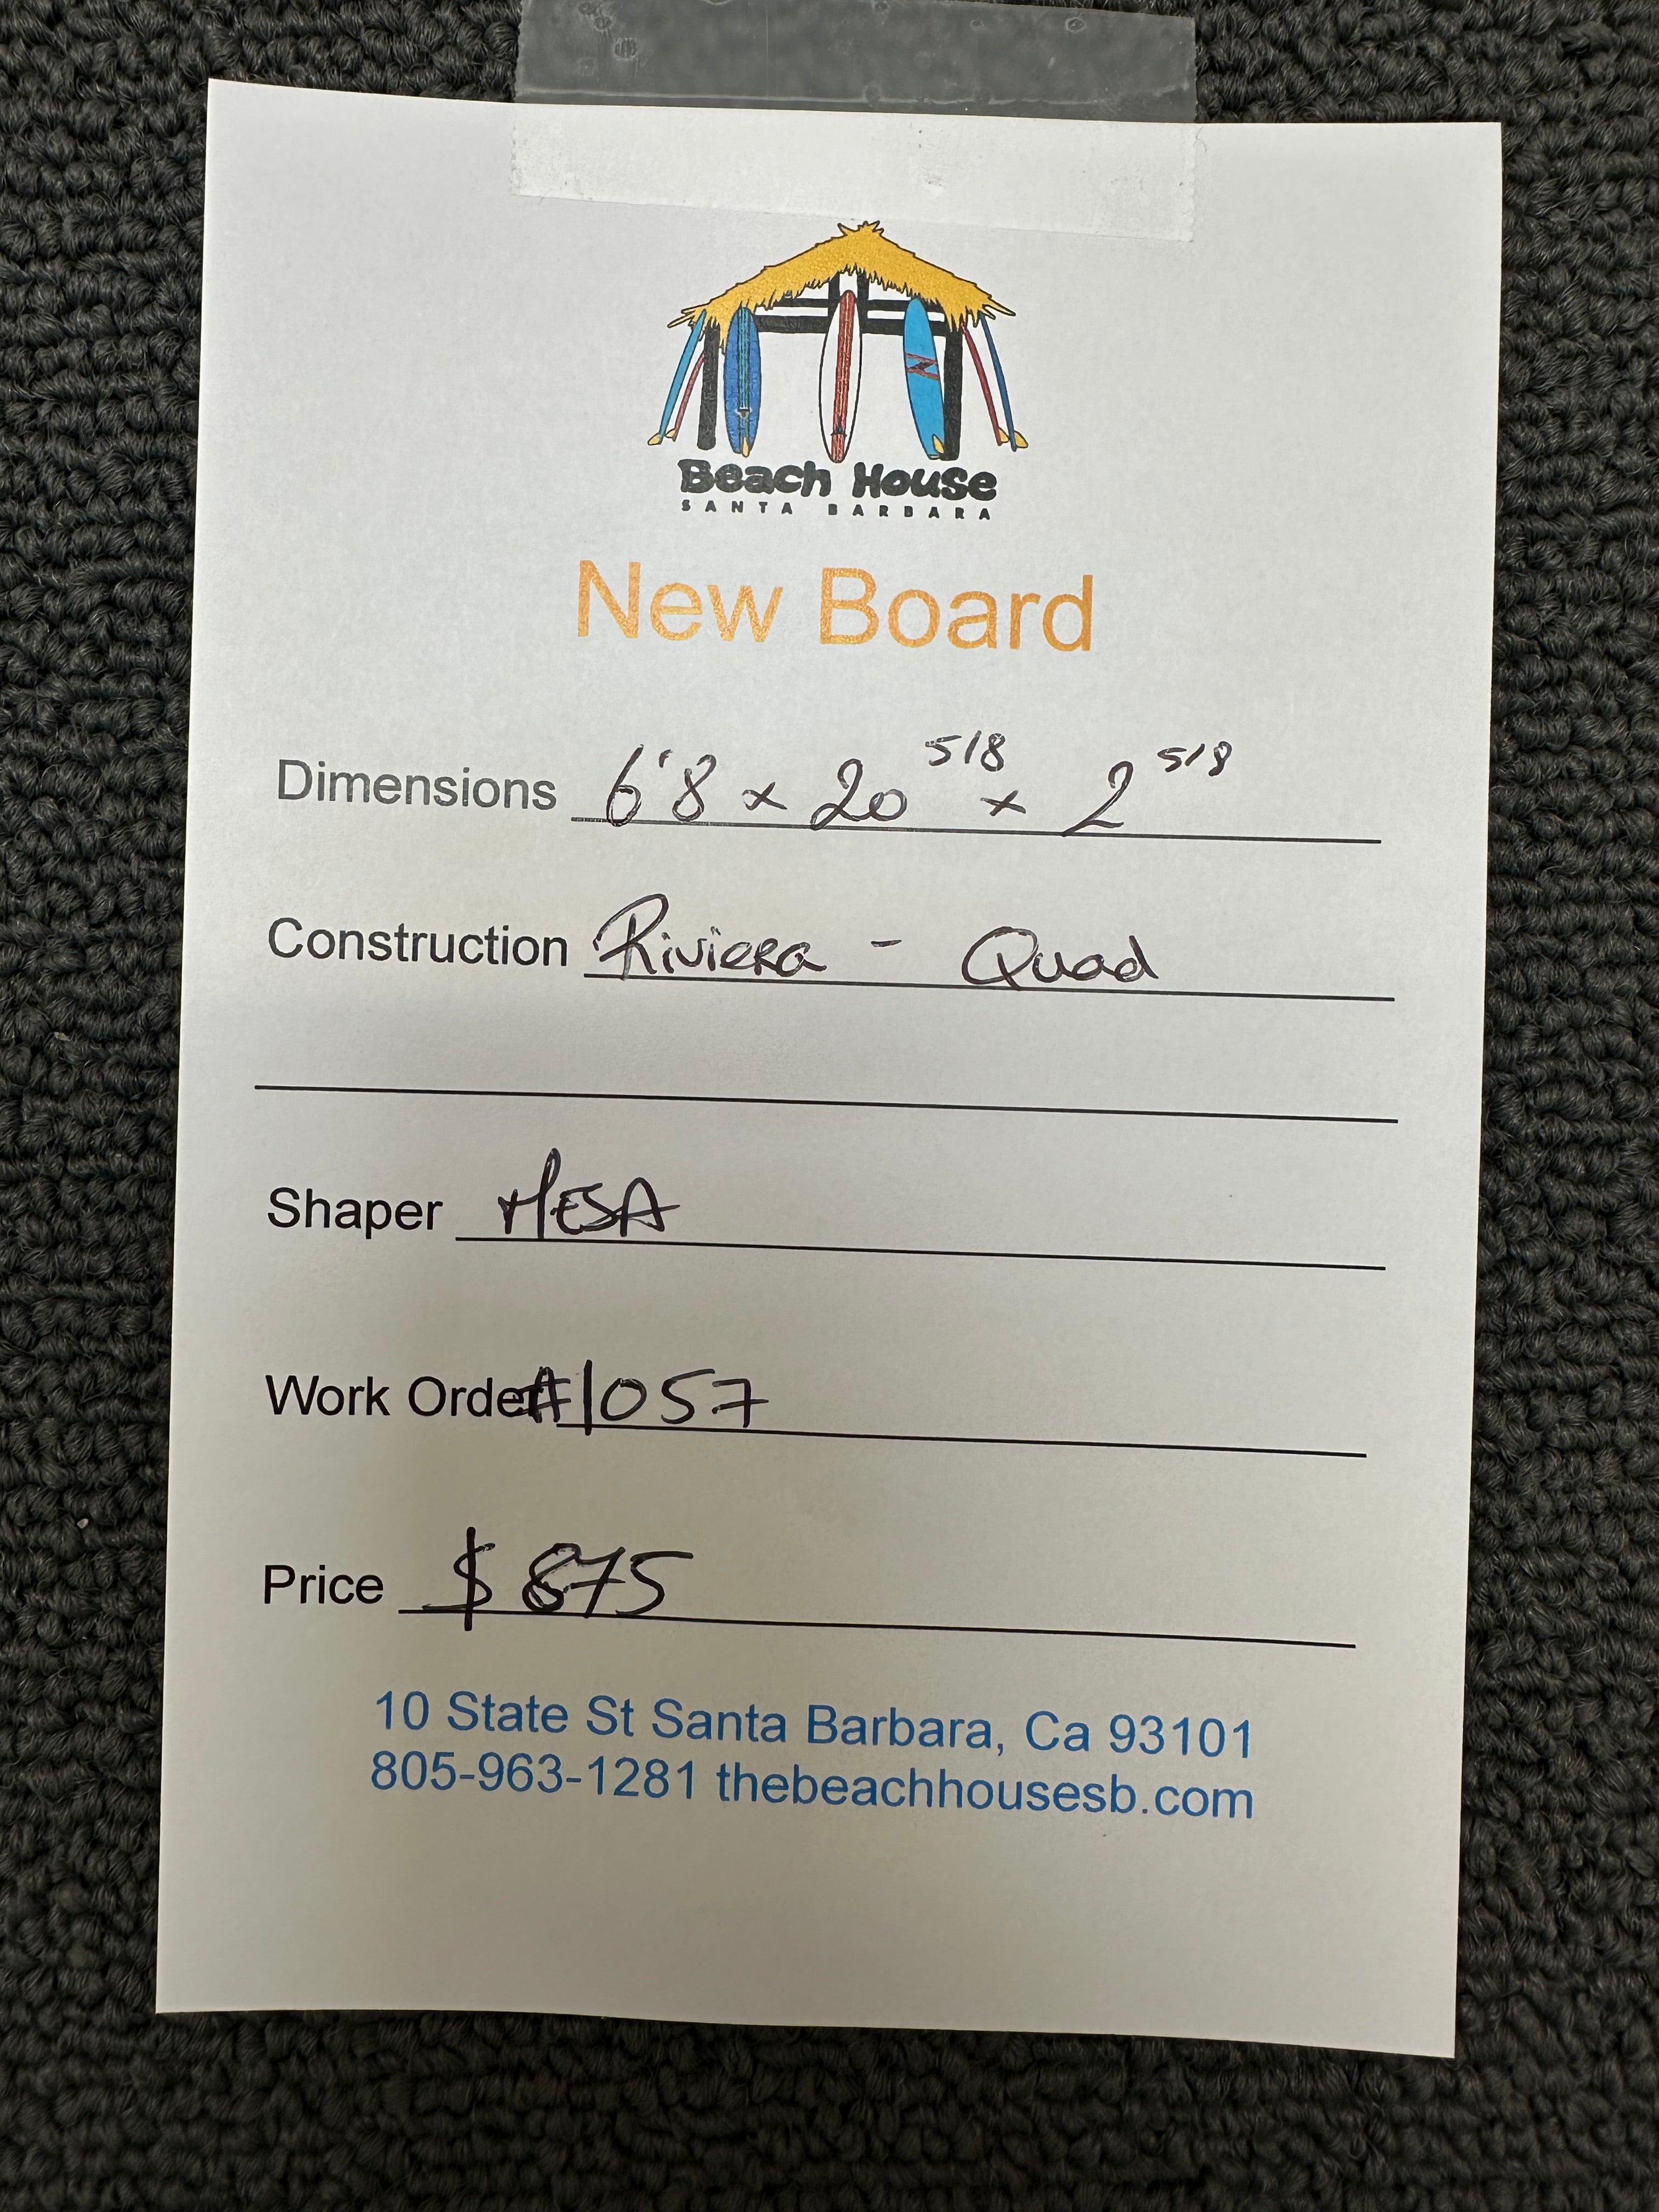 Beach House
SANTA BARBARA
New Board
Dimensions 6'8 x 20 5/8 x 2 5/8
Construction Riviera - Quad
Shaper MESA
Work Order #1057
Price $875
10 State St Santa Barbara, Ca 93101
805-963-1281 thebeachhousesb.com